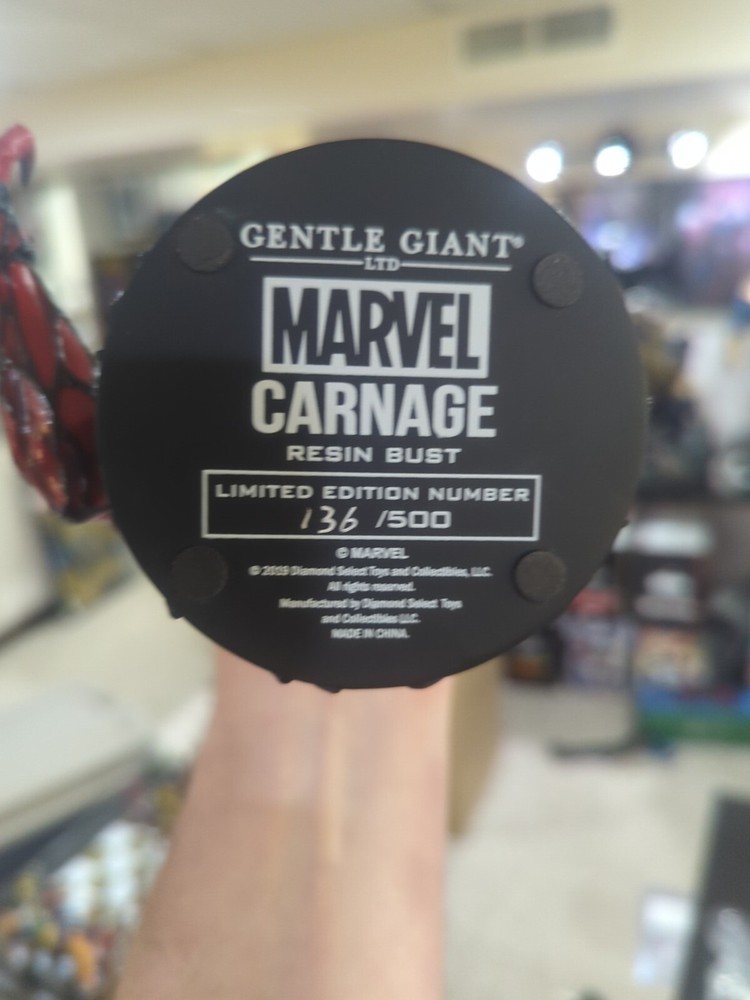 GENTLE GIANT®
LTD
MARVEL
CARNAGE
RESIN BUST
LIMITED EDITION NUMBER
136 /500
© MARVEL
© 2019 Diamond Select Toys and Collectibles, LLC.
All rights reserved.
Manufactured by Diamond Select Toys
and Collectibles LLC.
MADE IN CHINA.